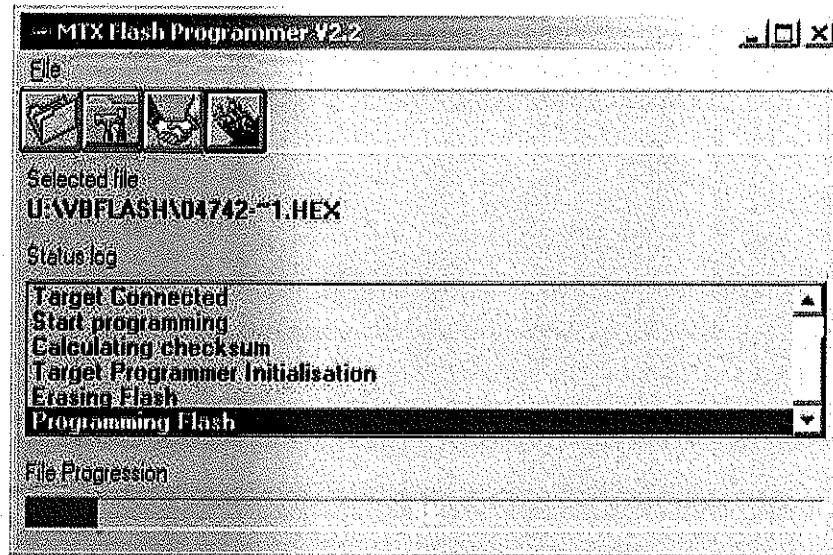 MTX Flash Programmer V2.2
File
Selected file
U:\VBFLASH\04742-~1.HEX
Status log
Target Connected
Start programming
Calculating checksum
Target Programmer Initialisation
Erasing Flash
Programming Flash
File Progression